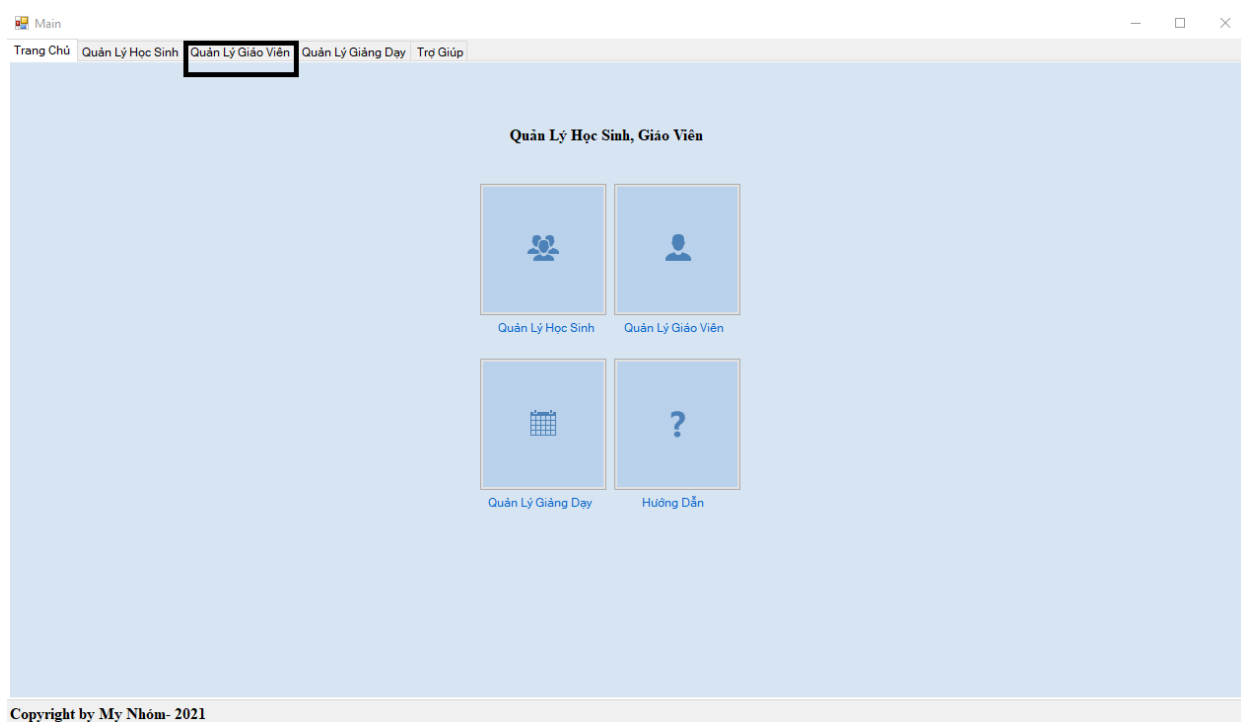 Main
Trang Chủ Quản Lý Học Sinh Quản Lý Giáo Viên Quản Lý Giảng Dạy Trợ Giúp
Quản Lý Học Sinh, Giáo Viên
Quản Lý Học Sinh Quản Lý Giáo Viên
?
Quản Lý Giảng Dạy Hướng Dẫn
Copyright by My Nhóm- 2021